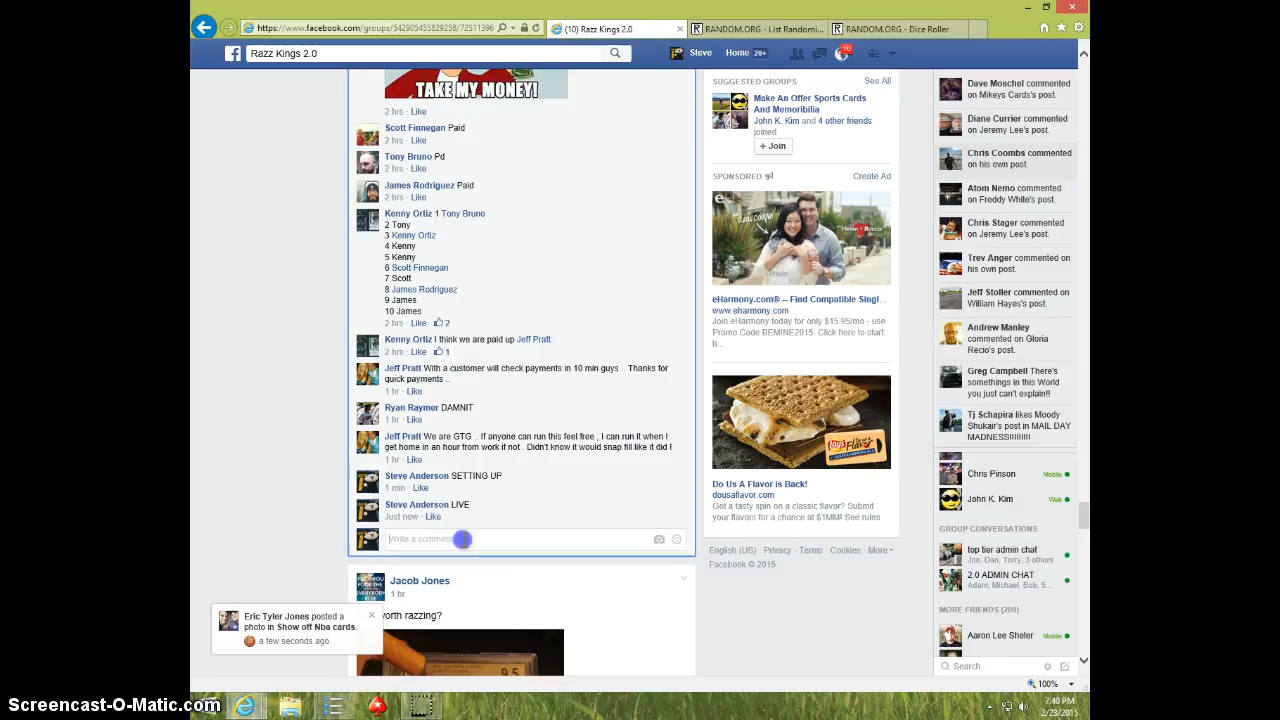 https://www.facebook.com/groups/542905455829258/72511396
(10) Razz Kings 2.0
RANDOM.ORG - List Randomi...
RANDOM.ORG - Dice Roller
Razz Kings 2.0
Steve
Home 20+
10
TAKE MY MONEY!
2 hrs · Like
Scott Finnegan Paid
2 hrs · Like
Tony Bruno Pd
2 hrs · Like
James Rodriguez Paid
2 hrs · Like
Kenny Ortiz 1 Tony Bruno
2 Tony
3 Kenny Ortiz
4 Kenny
5 Kenny
6 Scott Finnegan
7 Scott
8 James Rodriguez
9 James
10 James
2 hrs · Like · 2
Kenny Ortiz I think we are paid up Jeff Pratt
2 hrs · Like · 1
Jeff Pratt With a customer will check payments in 10 min guys .. Thanks for
quick payments ..
1 hr · Like
Ryan Raymer DAMNIT
1 hr · Like
Jeff Pratt We are GTG .. If anyone can run this feel free , I can run it when I
get home in an hour from work if not . Didn't know it would snap fill like it did !
1 hr · Like
Steve Anderson SETTING UP
1 min · Like
Steve Anderson LIVE
Just now · Like
Write a comment
Jacob Jones
1 hr
orth razzing?
Eric Tyler Jones posted a
photo in Show off Nba cards.
a few seconds ago
SUGGESTED GROUPS
See All
Make An Offer Sports Cards
And Memoribilia
John K. Kim and 4 other friends
joined
+ Join
SPONSORED
Create Ad
Helen + Rocco
eHarmony.com® -- Find Compatible Singl...
www.eharmony.com
Join eHarmony today for only $15.95/mo - use
Promo Code BEMINE2015. Click here to start:
h...
Lay's
Flavor
Do Us A Flavor is Back!
dousaflavor.com
Got a tasty spin on a classic flavor? Submit
your flavors for a chance at $1MM! See rules
English (US) · Privacy · Terms · Cookies · More
Facebook © 2015
Dave Moschel commented
on Mikeys Cards's post.
Diane Currier commented
on Jeremy Lee's post.
Chris Coombs commented
on his own post.
Atom Nemo commented
on Freddy White's post.
Chris Stager commented
on Jeremy Lee's post.
Trev Anger commented on
his own post.
Jeff Stoller commented on
William Hayes's post.
Andrew Manley
commented on Gloria
Recio's post.
Greg Campbell There's
somethings in this World
you just can't explain!!
Tj Schapira likes Moody
Shukair's post in MAIL DAY
MADNESS!!!!!!!!!
Chris Pinson Mobile
John K. Kim Web
GROUP CONVERSATIONS
top tier admin chat
Joe, Dan, Terry, 3 others
2.0 ADMIN CHAT
Adam, Michael, Bob, 5...
MORE FRIENDS (209)
Aaron Lee Sheler Mobile
Search
100%
7:40 PM
2/23/2015
Screencast-O-Matic.com